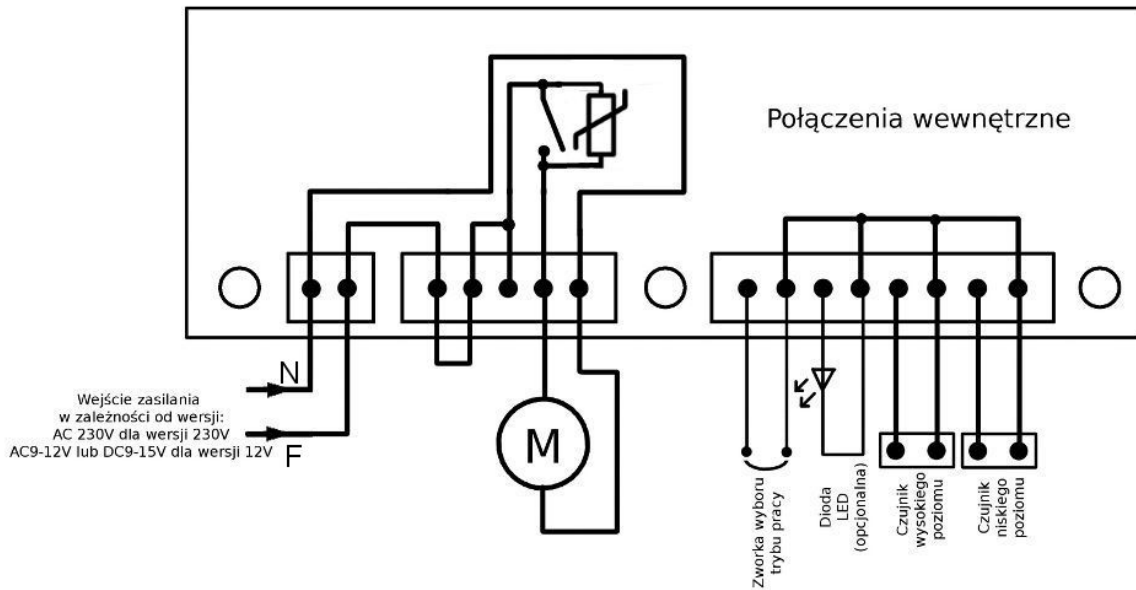 Połączenia wewnętrzne
N
Wejście zasilania
w zależności od wersji:
AC 230V dla wersji 230V
AC9-12V lub DC9-15V dla wersji 12V
F
M
Zworka wyboru
trybu pracy
Dioda
LED
(opcjonalna)
Czujnik
wysokiego
poziomu
Czujnik
niskiego
poziomu